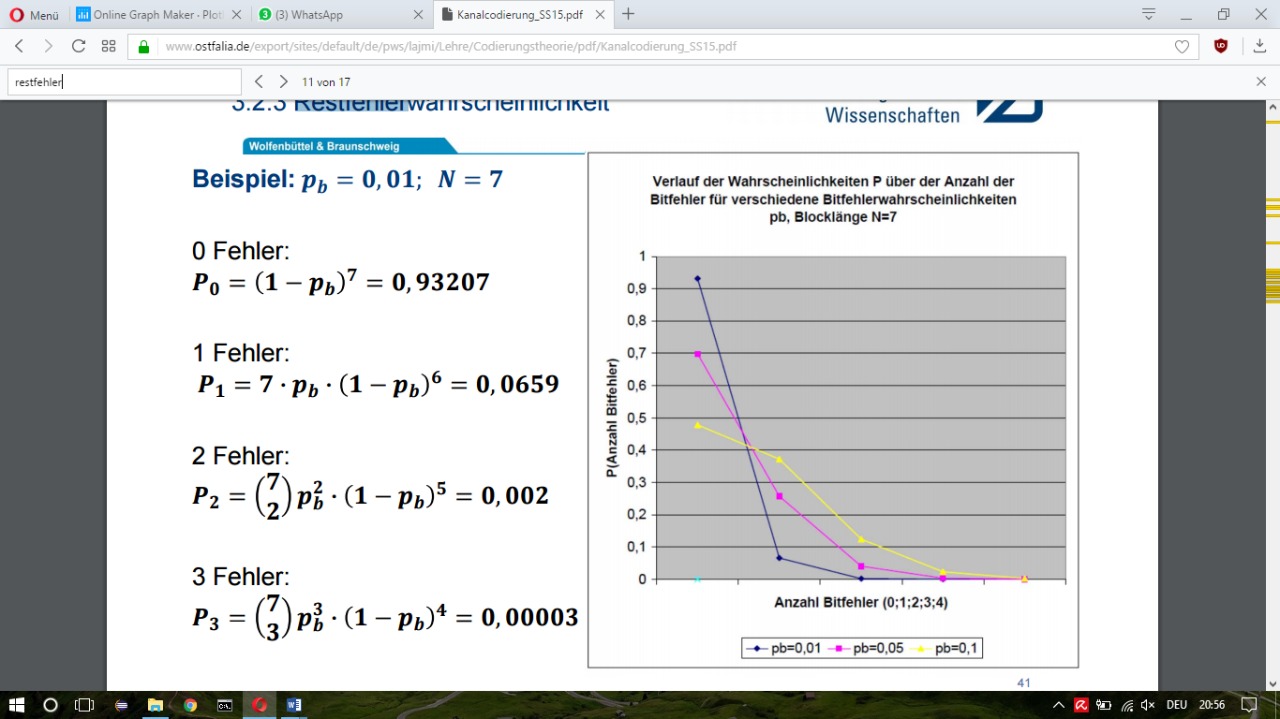 Menü
Online Graph Maker · Plot
(3) WhatsApp
Kanalcodierung_SS15.pdf
www.ostfalia.de/export/sites/default/de/pws/lajmi/Lehre/Codierungstheorie/pdf/Kanalcodierung_SS15.pdf
restfehler
11 von 17
3.2.3 Restfehlerwahrscheinlichkeit
Wissenschaften
Wolfenbüttel & Braunschweig
Beispiel: p_b = 0,01; N = 7
0 Fehler:
P_0 = (1 − p_b)^7 = 0,93207
1 Fehler:
P_1 = 7 · p_b · (1 − p_b)^6 = 0,0659
2 Fehler:
P_2 = (7 2) p_b^2 · (1 − p_b)^5 = 0,002
3 Fehler:
P_3 = (7 3) p_b^3 · (1 − p_b)^4 = 0,00003
Verlauf der Wahrscheinlichkeiten P über der Anzahl der
Bitfehler für verschiedene Bitfehlerwahrscheinlichkeiten
pb, Blocklänge N=7
P(Anzahl Bitfehler)
1
0,9
0,8
0,7
0,6
0,5
0,4
0,3
0,2
0,1
0
Anzahl Bitfehler (0;1;2;3;4)
pb=0,01 pb=0,05 pb=0,1
41
DEU 20:56